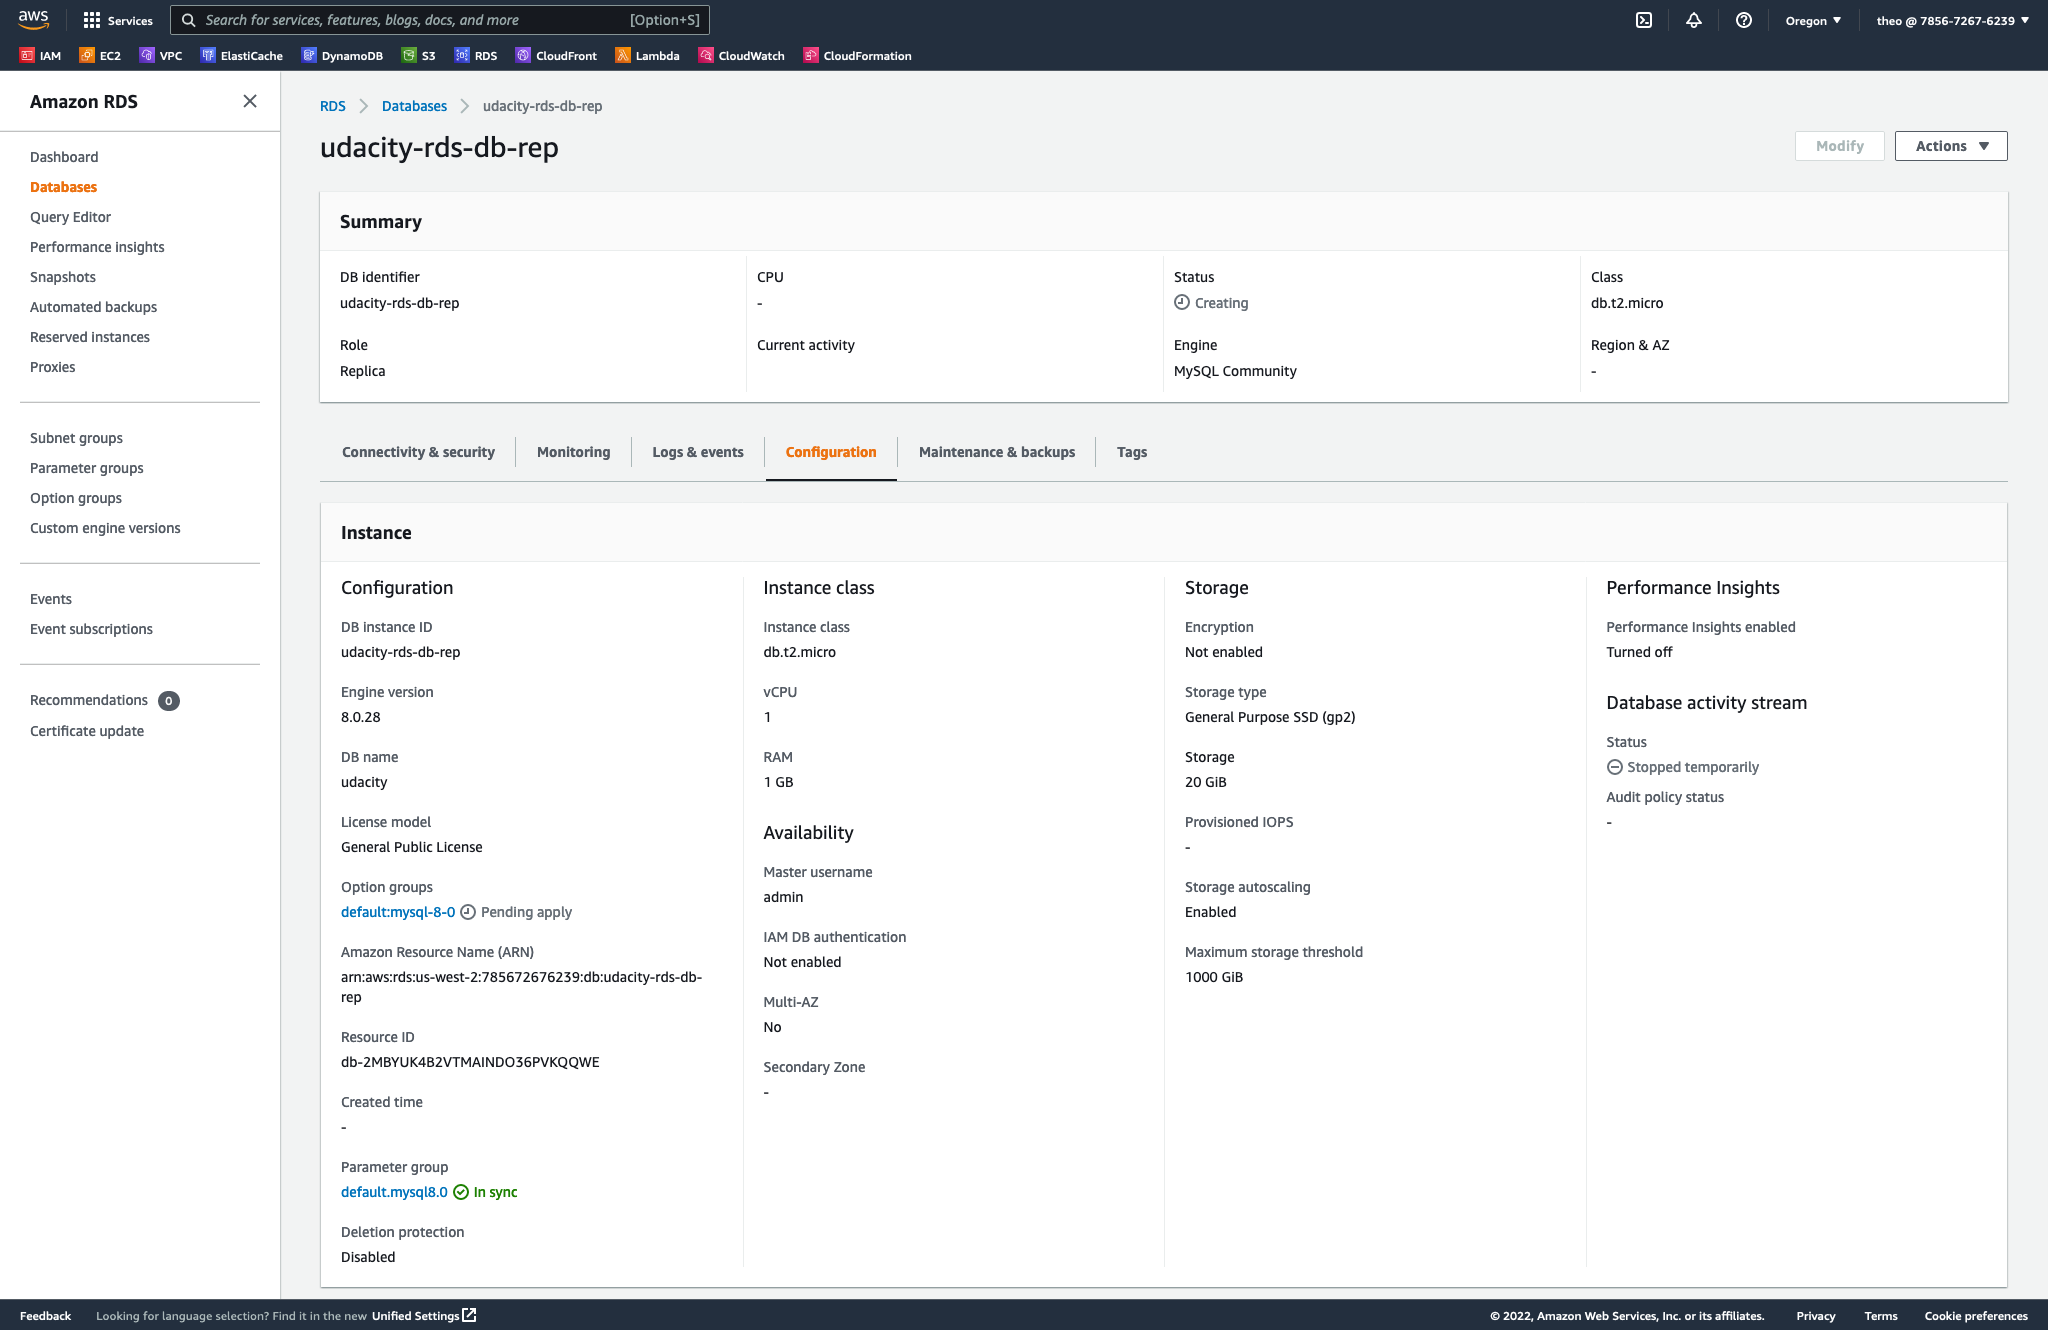 aws
Services
Search for services, features, blogs, docs, and more
[Option+S]
Oregon ▼
theo @ 7856-7267-6239 ▼
IAM
EC2
VPC
ElastiCache
DynamoDB
S3
RDS
CloudFront
Lambda
CloudWatch
CloudFormation
Amazon RDS
Dashboard
Databases
Query Editor
Performance insights
Snapshots
Automated backups
Reserved instances
Proxies
Subnet groups
Parameter groups
Option groups
Custom engine versions
Events
Event subscriptions
Recommendations 0
Certificate update
RDS
Databases
udacity-rds-db-rep
udacity-rds-db-rep
Modify
Actions ▼
Summary
DB identifier
udacity-rds-db-rep
Role
Replica
CPU
-
Current activity
Status
Creating
Engine
MySQL Community
Class
db.t2.micro
Region & AZ
-
Connectivity & security
Monitoring
Logs & events
Configuration
Maintenance & backups
Tags
Instance
Configuration
DB instance ID
udacity-rds-db-rep
Engine version
8.0.28
DB name
udacity
License model
General Public License
Option groups
default:mysql-8-0 Pending apply
Amazon Resource Name (ARN)
arn:aws:rds:us-west-2:785672676239:db:udacity-rds-db-
rep
Resource ID
db-2MBYUK4B2VTMAINDO36PVKQQWE
Created time
-
Parameter group
default.mysql8.0 In sync
Deletion protection
Disabled
Instance class
Instance class
db.t2.micro
vCPU
1
RAM
1 GB
Availability
Master username
admin
IAM DB authentication
Not enabled
Multi-AZ
No
Secondary Zone
-
Storage
Encryption
Not enabled
Storage type
General Purpose SSD (gp2)
Storage
20 GiB
Provisioned IOPS
-
Storage autoscaling
Enabled
Maximum storage threshold
1000 GiB
Performance Insights
Performance Insights enabled
Turned off
Database activity stream
Status
Stopped temporarily
Audit policy status
-
Feedback
Looking for language selection? Find it in the new Unified Settings
© 2022, Amazon Web Services, Inc. or its affiliates.
Privacy
Terms
Cookie preferences